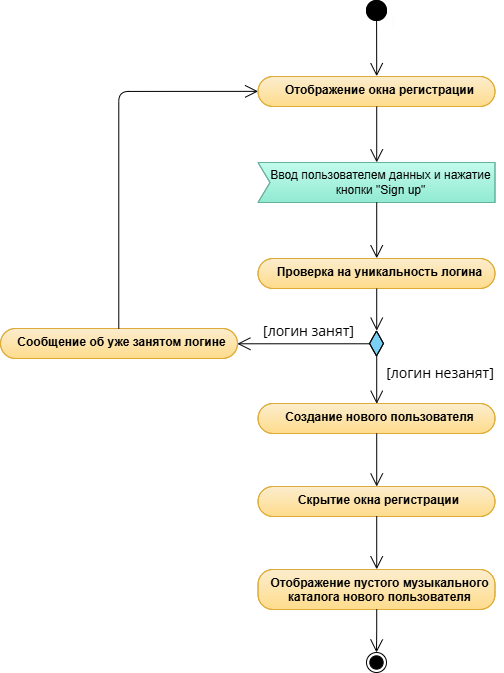 Отображение окна регистрации
Ввод пользователем данных и нажатие
кнопки "Sign up"
Проверка на уникальность логина
[логин занят]
Сообщение об уже занятом логине
[логин незанят]
Создание нового пользователя
Скрытие окна регистрации
Отображение пустого музыкального
каталога нового пользователя